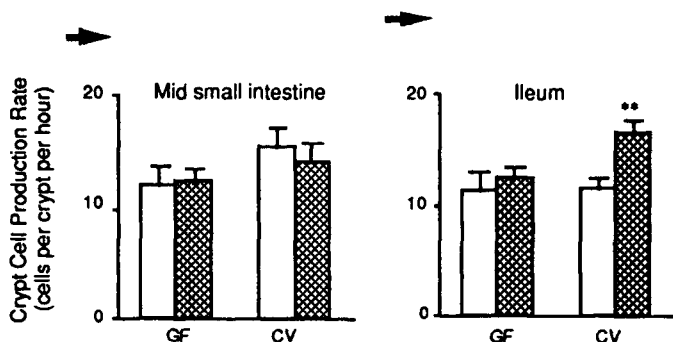 Crypt Cell Production Rate
(cells per crypt per hour)
Mid small intestine
20
10
0
GF
CV
Ileum
20
10
0
**
GF
CV